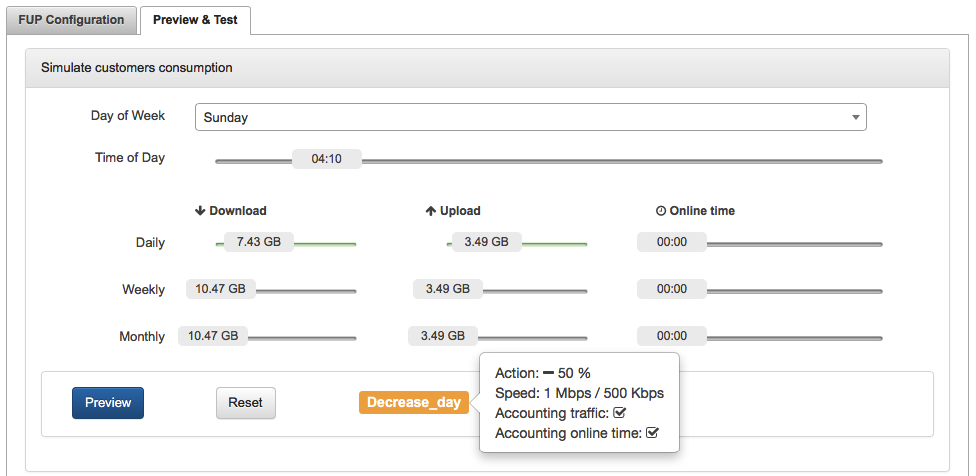 FUP Configuration
Preview & Test
Simulate customers consumption
Day of Week
Sunday
Time of Day
04:10
Download
Upload
Online time
Daily
7.43 GB
3.49 GB
00:00
Weekly
10.47 GB
3.49 GB
00:00
Monthly
10.47 GB
3.49 GB
00:00
Preview
Reset
Decrease_day
Action: − 50 %
Speed: 1 Mbps / 500 Kbps
Accounting traffic: ☑
Accounting online time: ☑